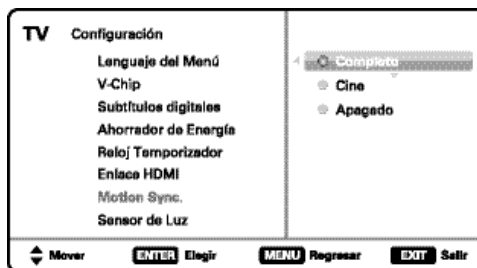 TV Configuración
Lenguaje del Menú
V-Chip
Subtítulos digitales
Ahorrador de Energía
Reloj Temporizador
Enlace HDMI
Motion Sync.
Sensor de Luz
Completo
Cine
Apagado
Mover ENTER Elegir MENU Regresar EXIT Salir